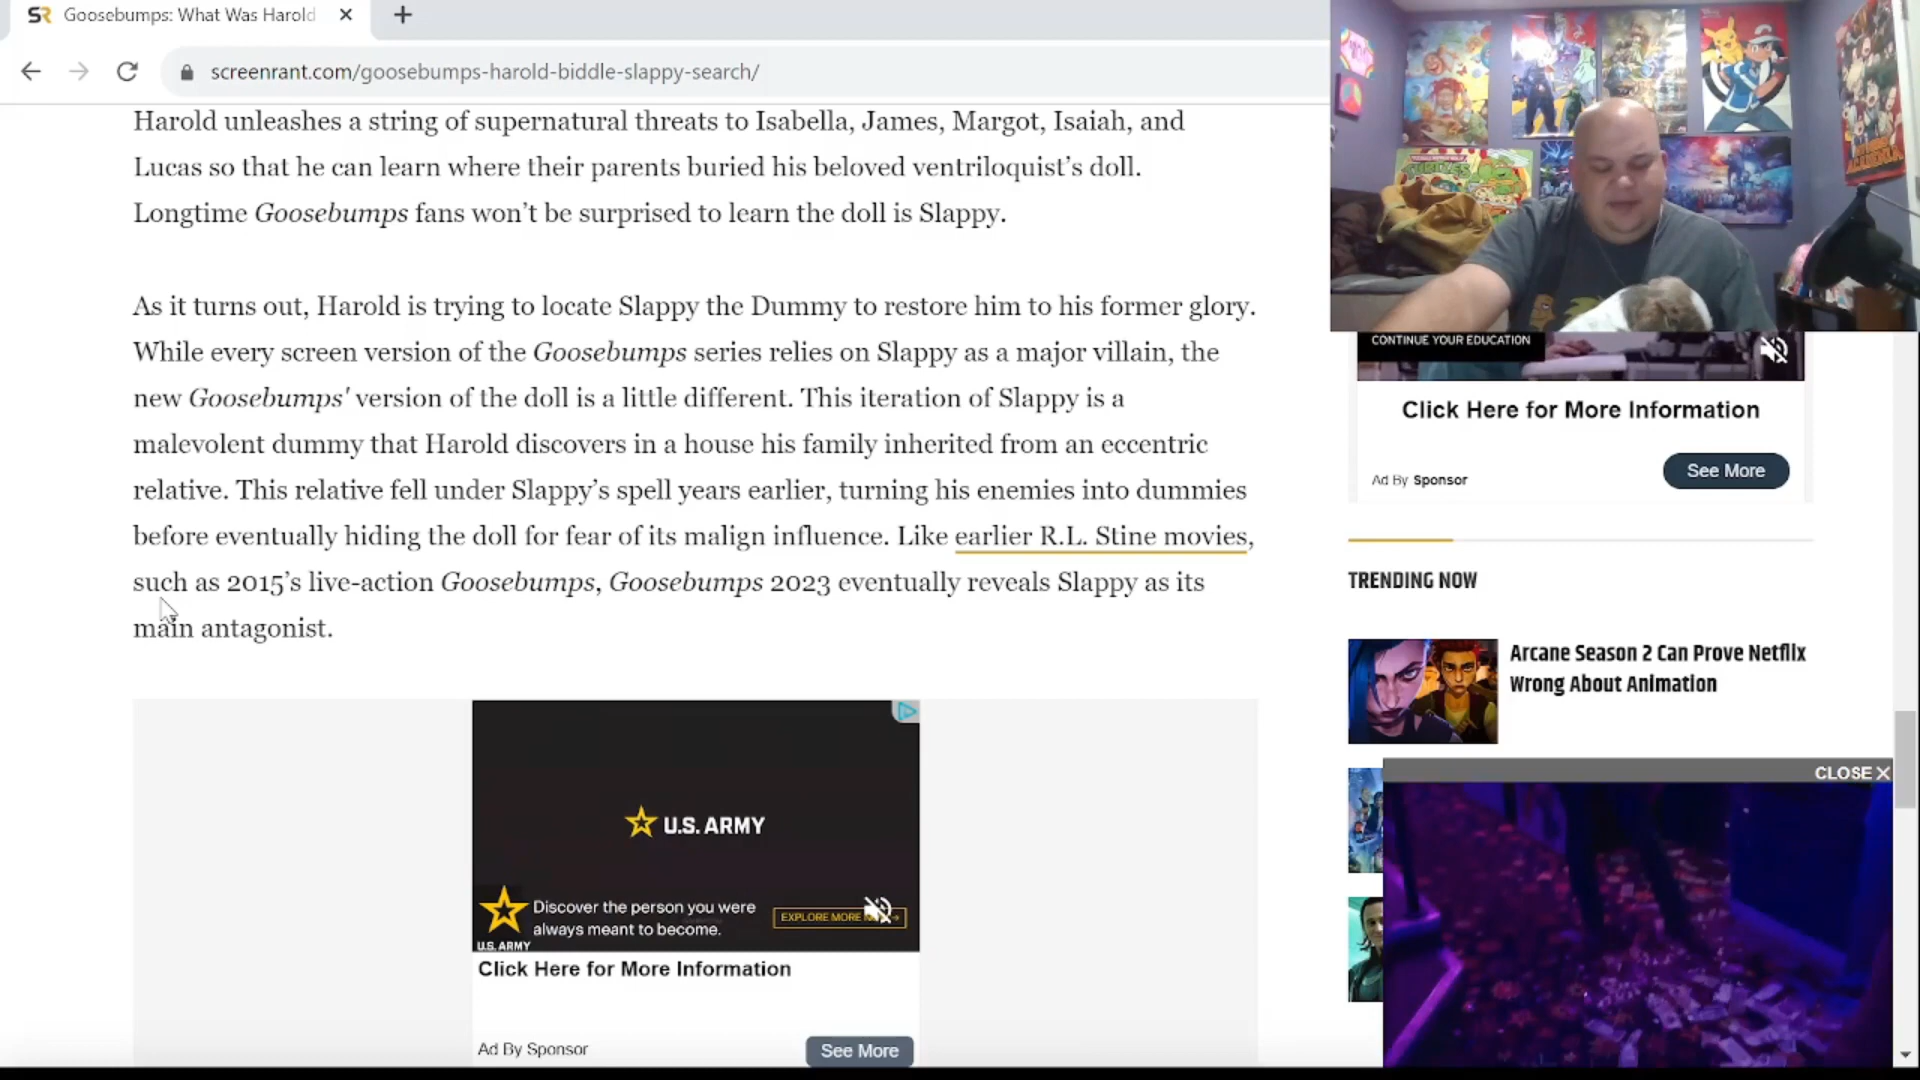 SR Goosebumps: What Was Harold
screenrant.com/goosebumps-harold-biddle-slappy-search/
Harold unleashes a string of supernatural threats to Isabella, James, Margot, Isaiah, and
Lucas so that he can learn where their parents buried his beloved ventriloquist’s doll.
Longtime Goosebumps fans won’t be surprised to learn the doll is Slappy.
As it turns out, Harold is trying to locate Slappy the Dummy to restore him to his former glory.
While every screen version of the Goosebumps series relies on Slappy as a major villain, the
new Goosebumps' version of the doll is a little different. This iteration of Slappy is a
malevolent dummy that Harold discovers in a house his family inherited from an eccentric
relative. This relative fell under Slappy’s spell years earlier, turning his enemies into dummies
before eventually hiding the doll for fear of its malign influence. Like earlier R.L. Stine movies,
such as 2015’s live-action Goosebumps, Goosebumps 2023 eventually reveals Slappy as its
main antagonist.
U.S. ARMY
Discover the person you were
always meant to become.
EXPLORE MORE
U.S. ARMY
Click Here for More Information
Ad By Sponsor
See More
CONTINUE YOUR EDUCATION
Click Here for More Information
Ad By Sponsor
See More
TRENDING NOW
Arcane Season 2 Can Prove Netflix
Wrong About Animation
CLOSE X